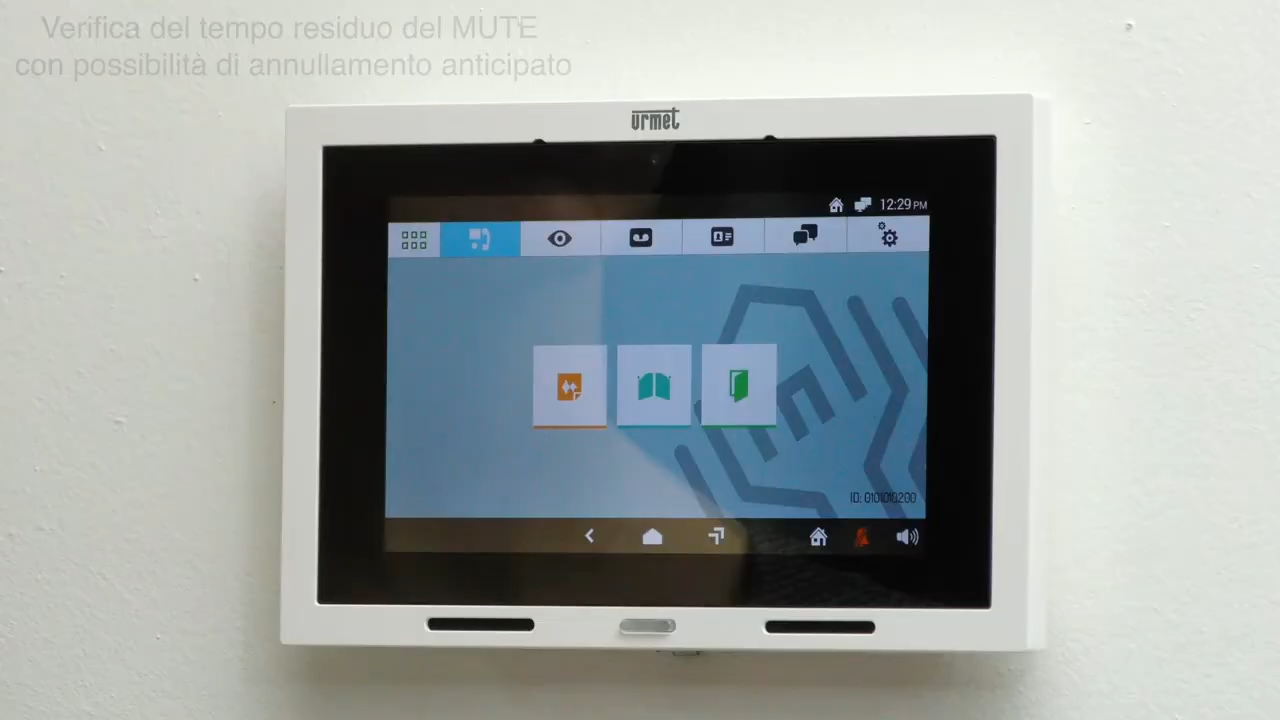 Verifica del tempo residuo del MUTE
con possibilità di annullamento anticipato
urmet
12:29 PM
ID: 0101010200